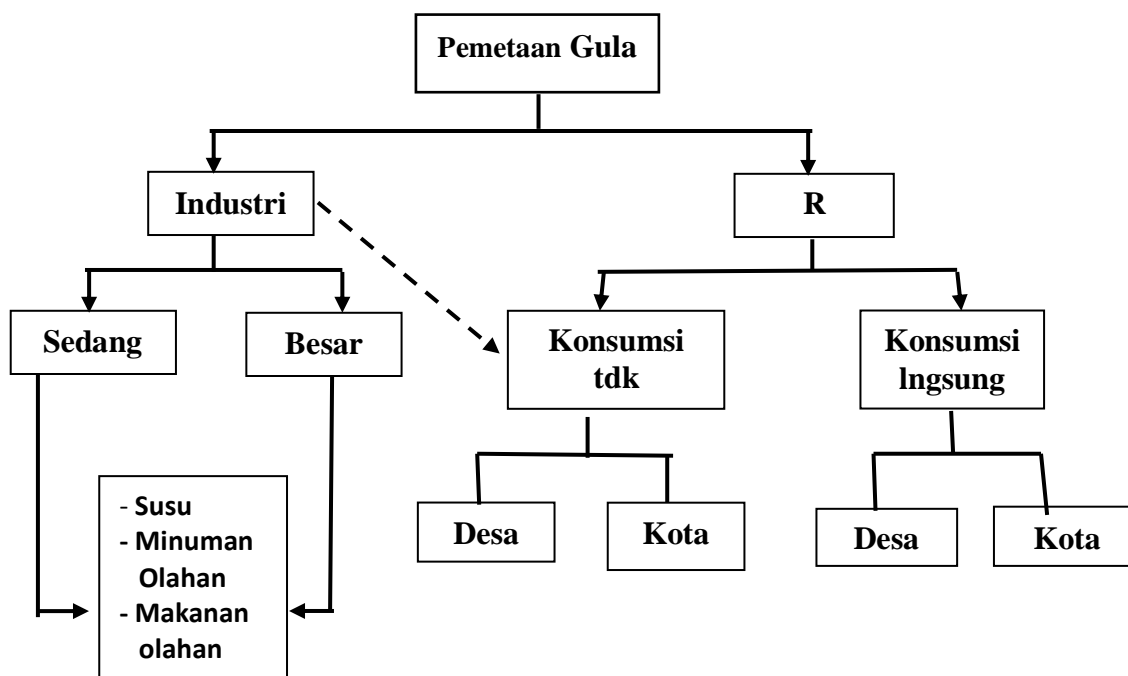 Pemetaan Gula
Industri
R
Sedang
Besar
Konsumsi
tdk
Konsumsi
lngsung
- Susu
- Minuman
Olahan
- Makanan
olahan
Desa
Kota
Desa
Kota